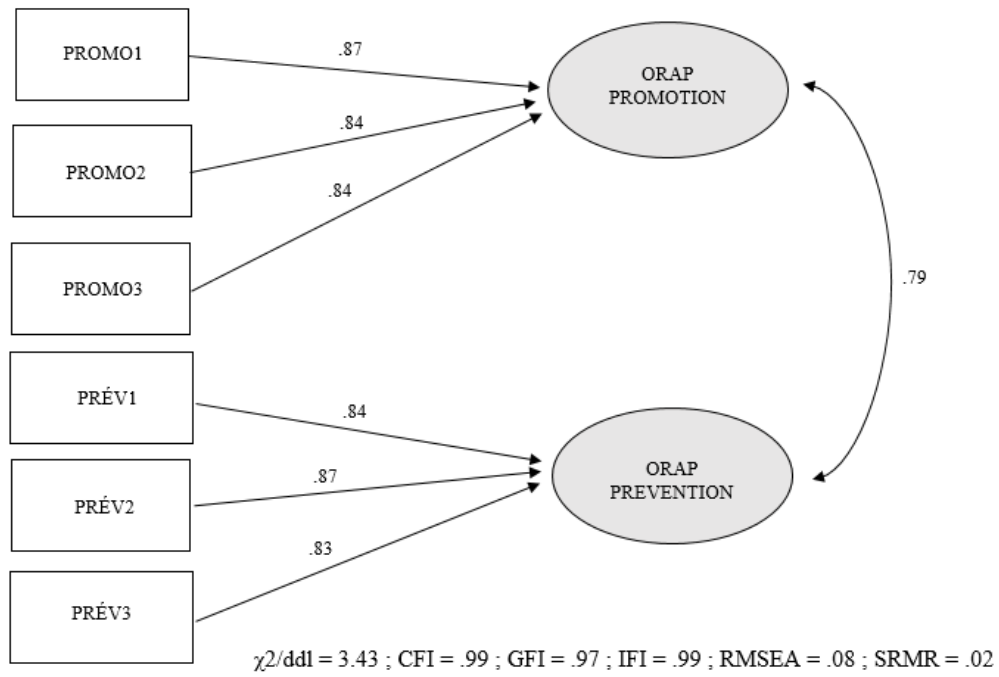 PROMO1
.87
ORAP
PROMOTION
PROMO2
.84
.84
PROMO3
.79
PRÉV1
.84
ORAP
PREVENTION
PRÉV2
.87
.83
PRÉV3
χ2/ddl = 3.43 ; CFI = .99 ; GFI = .97 ; IFI = .99 ; RMSEA = .08 ; SRMR = .02